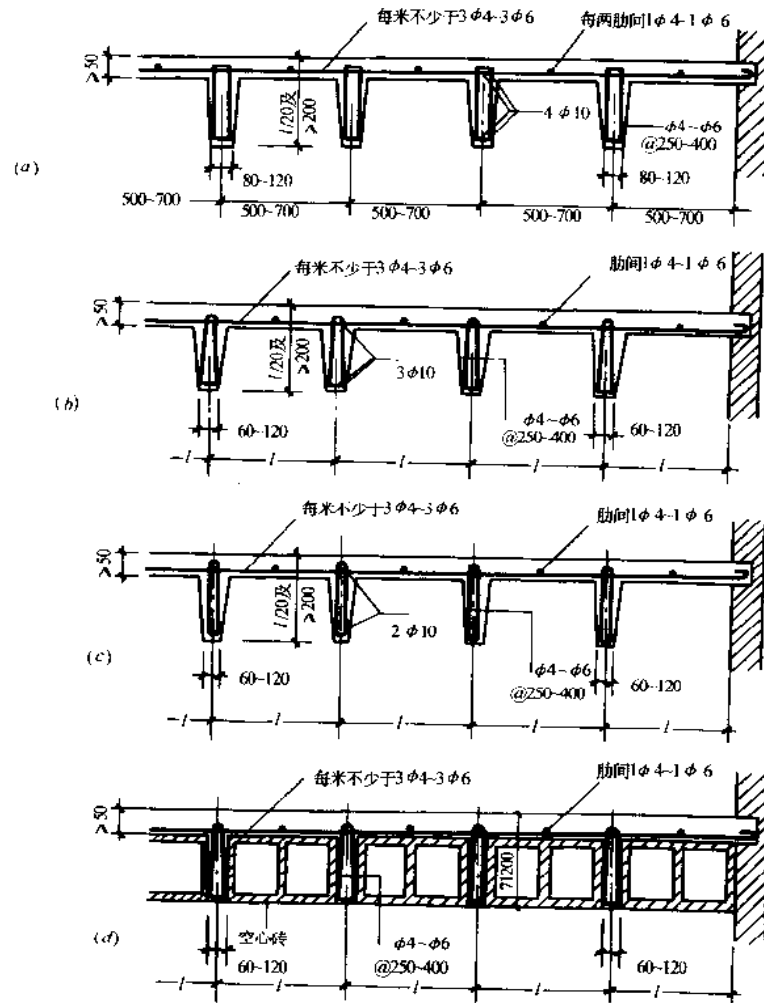 每米不少于3ϕ4~3ϕ6
每两肋间1ϕ4-1ϕ6
≥50
l/20及
≥200
4ϕ10
ϕ4~ϕ6
@250~400
(a)
80~120
80~120
500~700
500~700
500~700
500~700
500~700
每米不少于3ϕ4~3ϕ6
肋间1ϕ4~1ϕ6
≥50
l/20及
≥200
3ϕ10
(b)
60~120
ϕ4~ϕ6
@250~400
60~120
l
l
l
l
l
每米不少于3ϕ4~3ϕ6
肋间1ϕ4~1ϕ6
≥50
l/20及
≥200
2ϕ10
(c)
60~120
ϕ4~ϕ6
@250~400
60~120
l
l
l
l
l
每米不少于3ϕ4~3ϕ6
肋间1ϕ4~1ϕ6
≥50
(d)
空心砖
60~120
ϕ4~ϕ6
@250~400
60~120
l
l
l
l
l